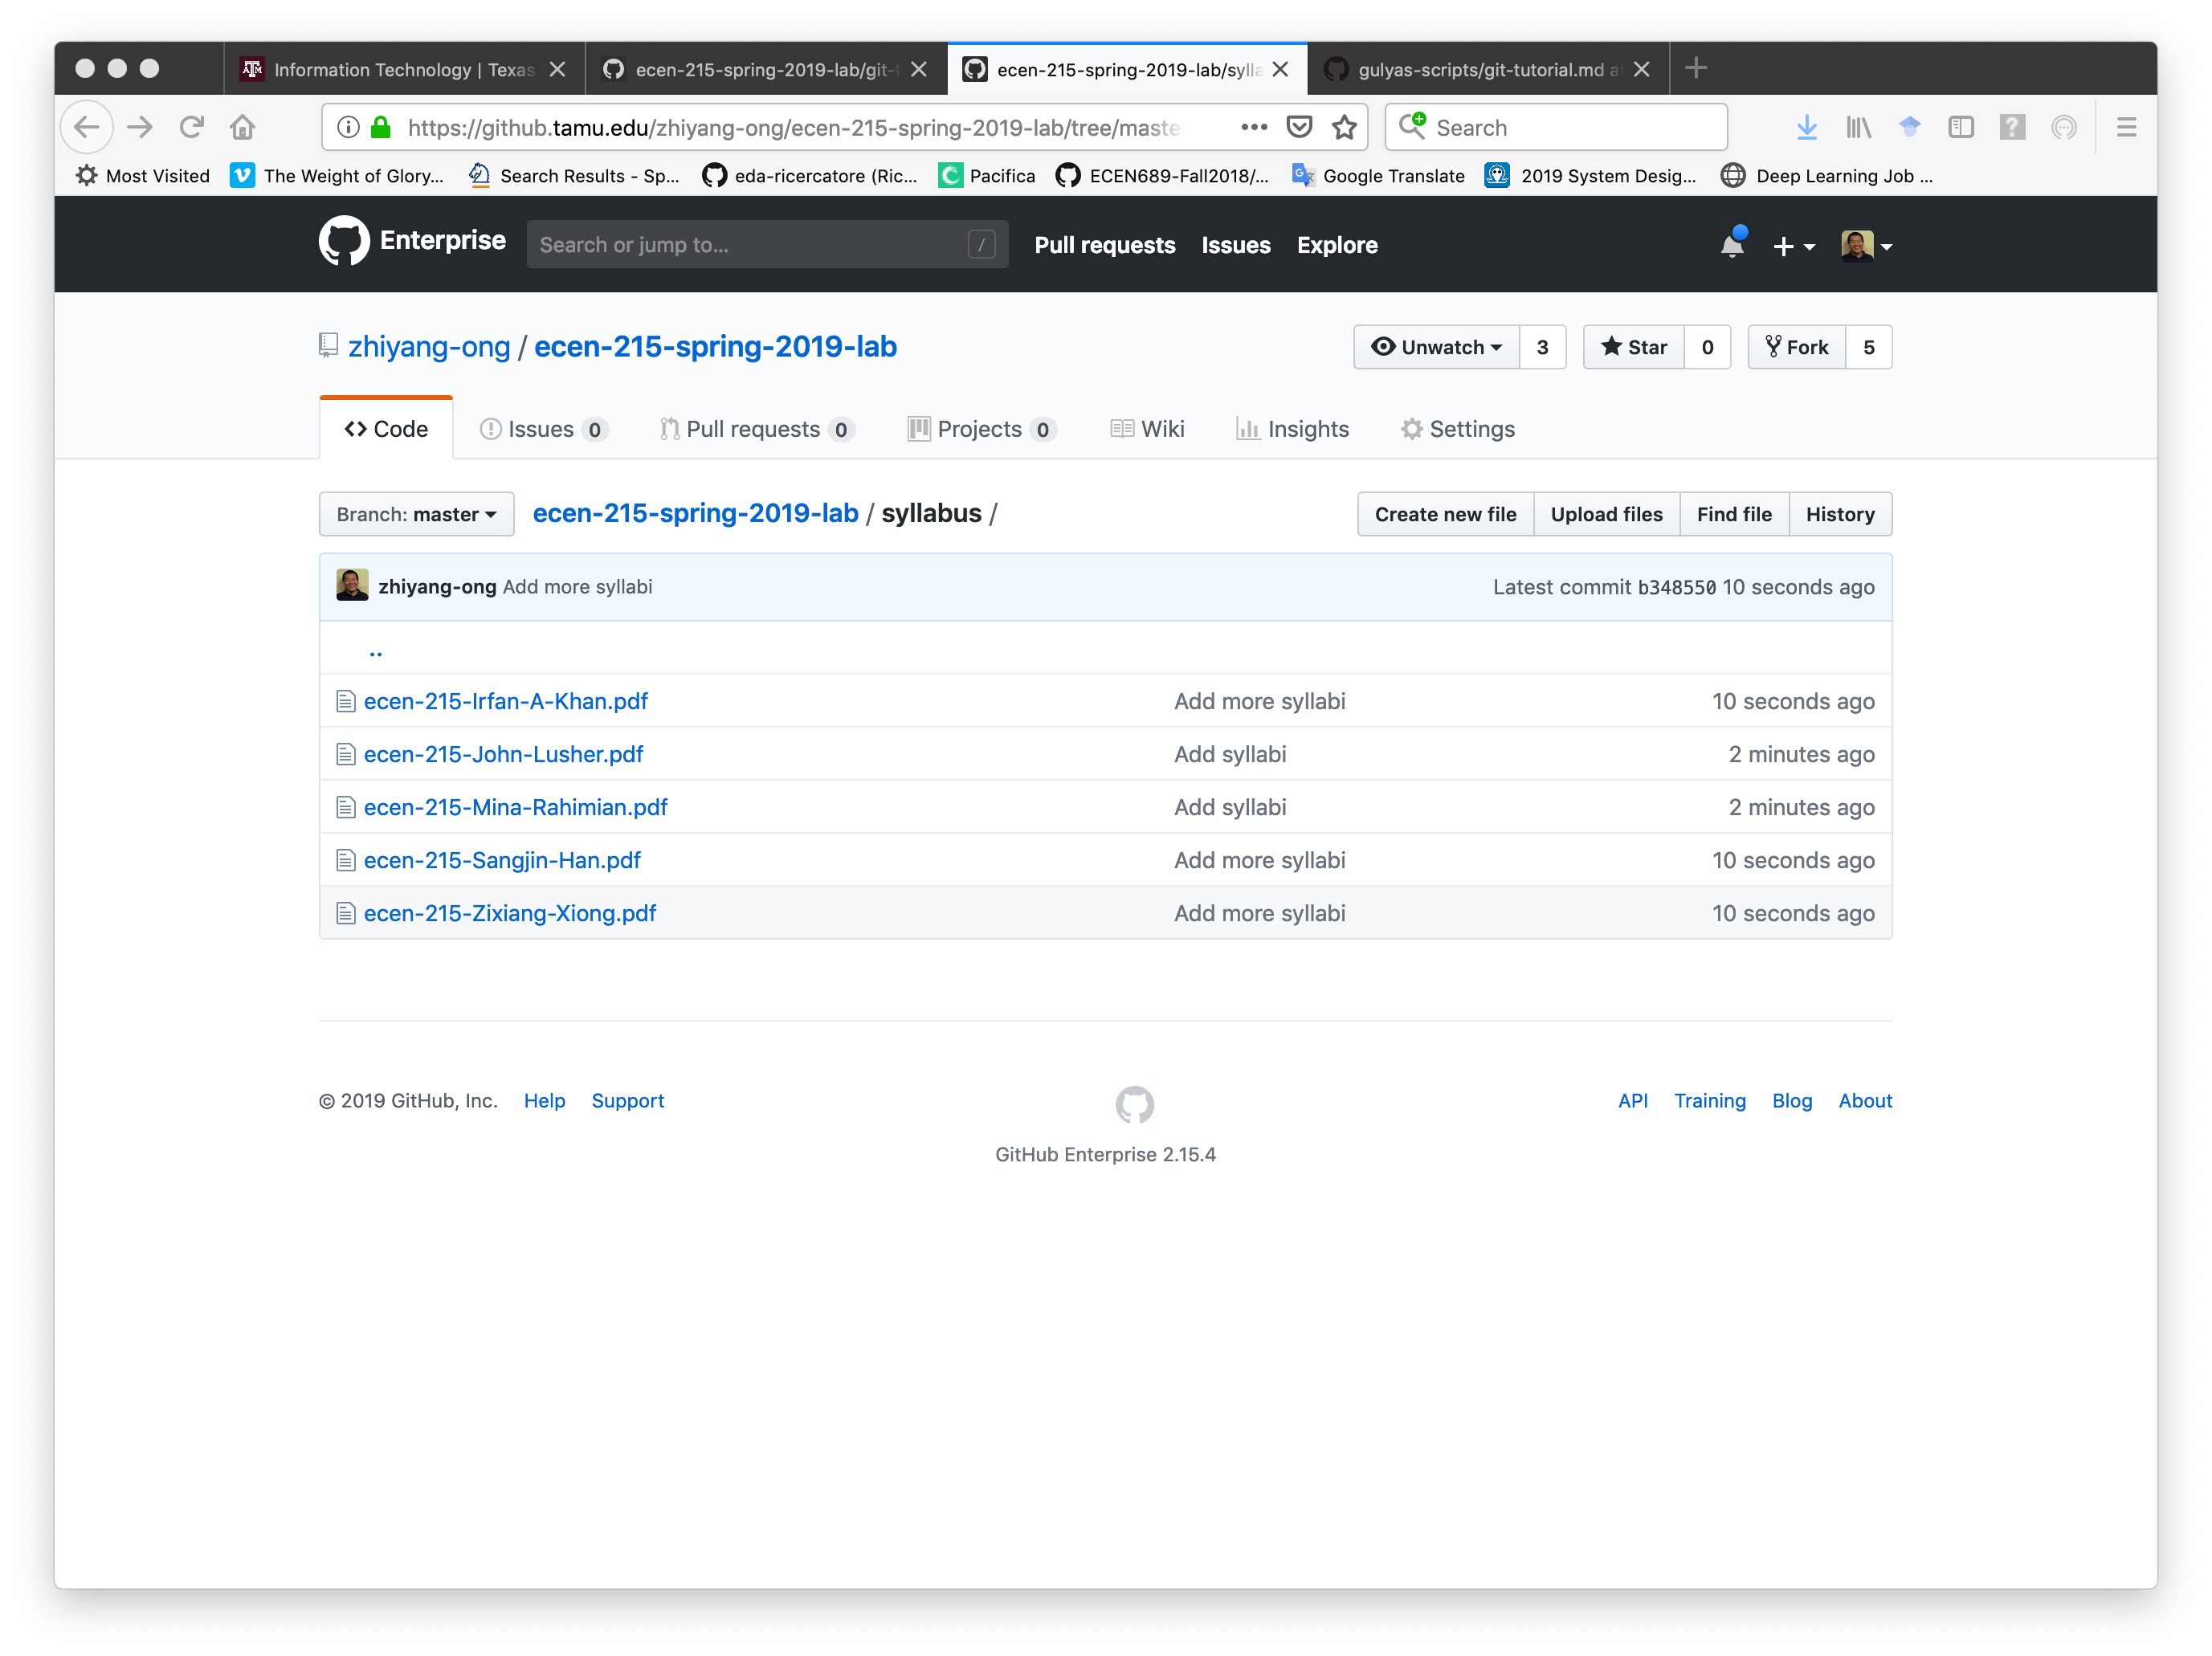 Information Technology | Texas
ecen-215-spring-2019-lab/git-t
ecen-215-spring-2019-lab/sylla
gulyas-scripts/git-tutorial.md a
https://github.tamu.edu/zhiyang-ong/ecen-215-spring-2019-lab/tree/maste
Search
Most Visited
The Weight of Glory...
Search Results - Sp...
eda-ricercatore (Ric...
Pacifica
ECEN689-Fall2018/...
Google Translate
2019 System Desig...
Deep Learning Job ...
Enterprise
Search or jump to...
/
Pull requests
Issues
Explore
zhiyang-ong / ecen-215-spring-2019-lab
Unwatch 3
Star 0
Fork 5
Code
Issues 0
Pull requests 0
Projects 0
Wiki
Insights
Settings
Branch: master
ecen-215-spring-2019-lab / syllabus /
Create new file
Upload files
Find file
History
zhiyang-ong Add more syllabi
Latest commit b348550 10 seconds ago
..
ecen-215-Irfan-A-Khan.pdf Add more syllabi 10 seconds ago
ecen-215-John-Lusher.pdf Add syllabi 2 minutes ago
ecen-215-Mina-Rahimian.pdf Add syllabi 2 minutes ago
ecen-215-Sangjin-Han.pdf Add more syllabi 10 seconds ago
ecen-215-Zixiang-Xiong.pdf Add more syllabi 10 seconds ago
© 2019 GitHub, Inc. Help Support
API Training Blog About
GitHub Enterprise 2.15.4